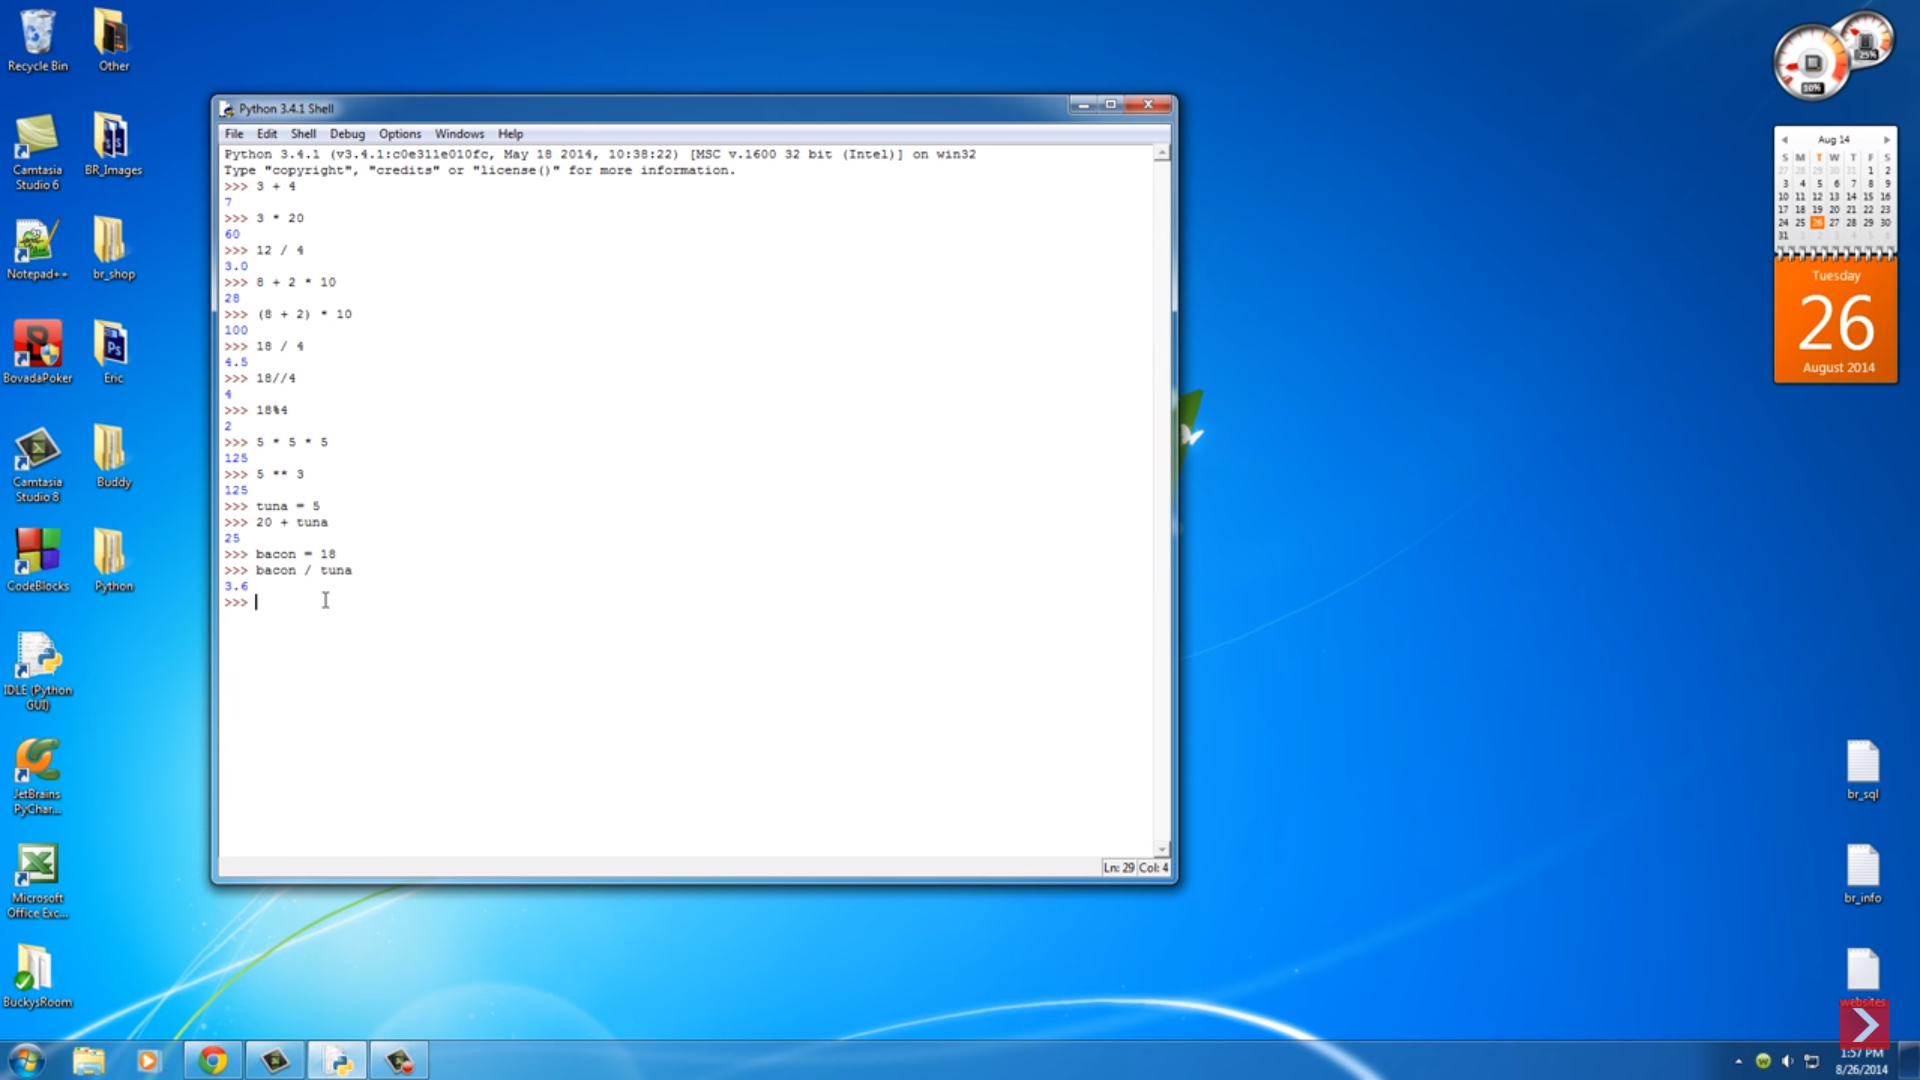 Recycle Bin
Other
Camtasia
Studio 6
BR_Images
Notepad++
br_shop
BovadaPoker
Eric
Camtasia
Studio 8
Buddy
CodeBlocks
Python
IDLE (Python
GUI)
JetBrains
PyChar...
Microsoft
Office Exc...
BuckysRoom
Python 3.4.1 Shell
File Edit Shell Debug Options Windows Help
Python 3.4.1 (v3.4.1:c0e311e010fc, May 18 2014, 10:38:22) [MSC v.1600 32 bit (Intel)] on win32
Type "copyright", "credits" or "license()" for more information.
>>> 3 + 4
7
>>> 3 * 20
60
>>> 12 / 4
3.0
>>> 8 + 2 * 10
28
>>> (8 + 2) * 10
100
>>> 18 / 4
4.5
>>> 18//4
4
>>> 18%4
2
>>> 5 * 5 * 5
125
>>> 5 ** 3
125
>>> tuna = 5
>>> 20 + tuna
25
>>> bacon = 18
>>> bacon / tuna
3.6
>>>
Ln: 29 Col: 4
25%
10%
Aug 14
S M T W T F S
27 28 29 30 31 1 2
3 4 5 6 7 8 9
10 11 12 13 14 15 16
17 18 19 20 21 22 23
24 25 26 27 28 29 30
31 1 2 3 4 5 6
Tuesday
26
August 2014
br_sql
br_info
websites
1:57 PM
8/26/2014